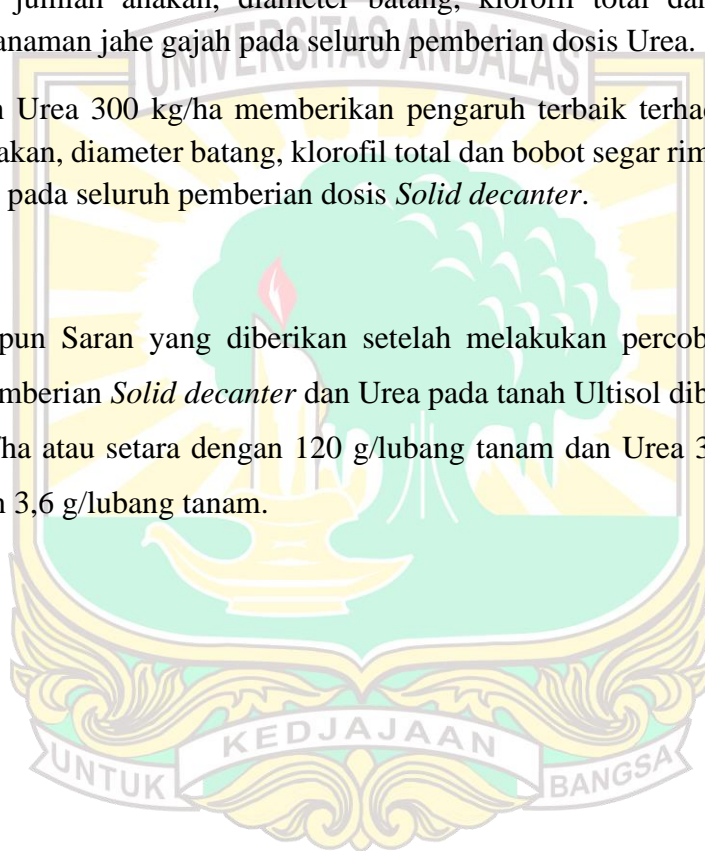 jumlah anakan, diameter batang, klorofil total dan
anaman jahe gajah pada seluruh pemberian dosis Urea.
UNIVERSITAS ANDALAS
Urea 300 kg/ha memberikan pengaruh terbaik
akan, diameter batang, klorofil total dan bobot segar rim
pada seluruh pemberian dosis Solid decanter.
pun Saran yang diberikan setelah melakukan percob
mberian Solid decanter dan Urea pada tanah Ultisol dib
/ha atau setara dengan 120 g/lubang tanam dan Urea 3
n 3,6 g/lubang tanam.
KEDJAJAAN
UNTUK BANGSA